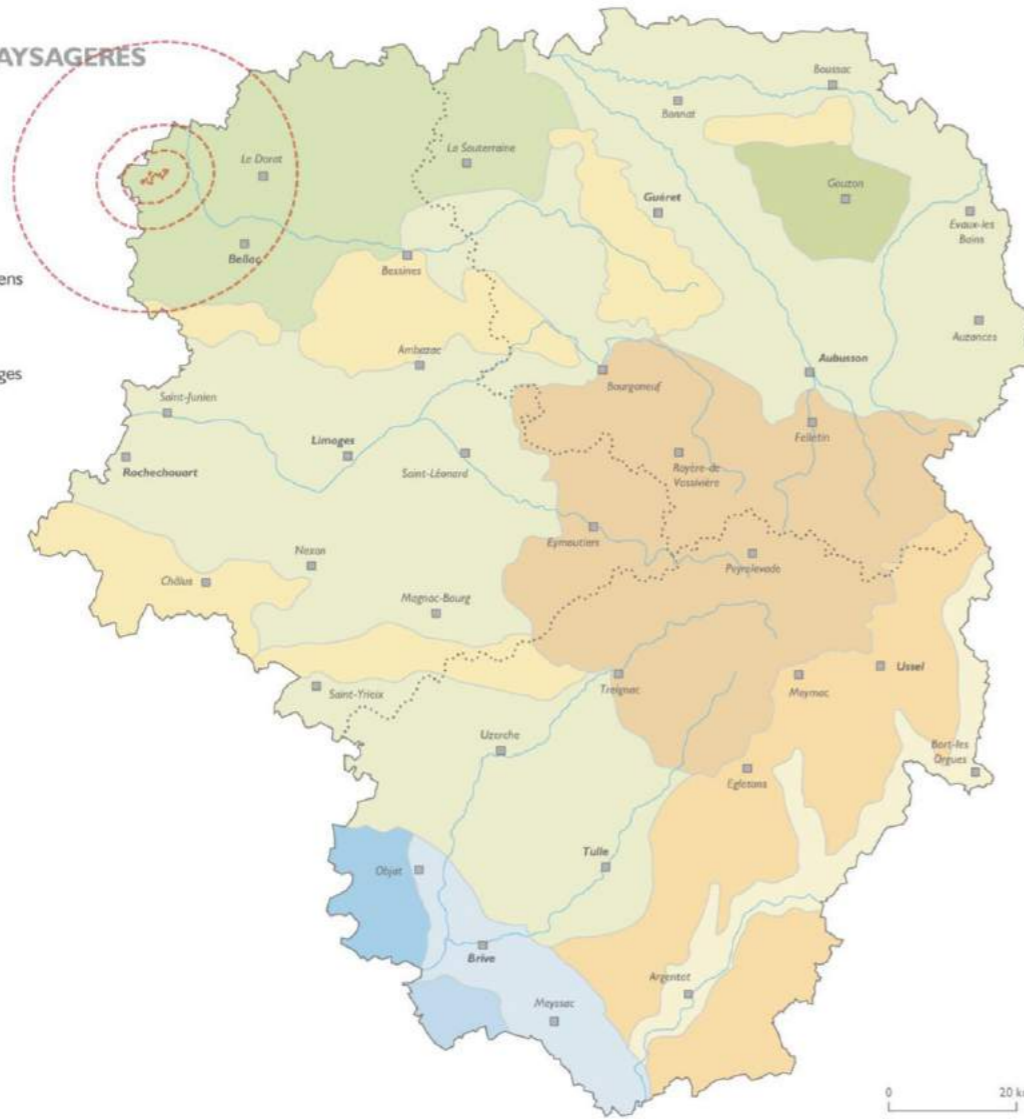 AYSAGERES
Boussac
Bonnat
Le Dorat
La Souterraine
Gouzon
Guéret
Evaux-les
Bains
Bellac
Bessines
ens
Auzances
Ambazac
Aubusson
Bourganeuf
ges
Saint-Junien
Felletin
Limoges
Rochechouart
Saint-Léonard
Royère-de
Vassivière
Eymoutiers
Nexon
Peyrelevade
Châlus
Magnac-Bourg
Ussel
Treignac
Meymac
Saint-Yrieix
Uzerche
Bort-les
Orgues
Egletons
Tulle
Objat
Brive
Argentat
Meyssac
0 20 k